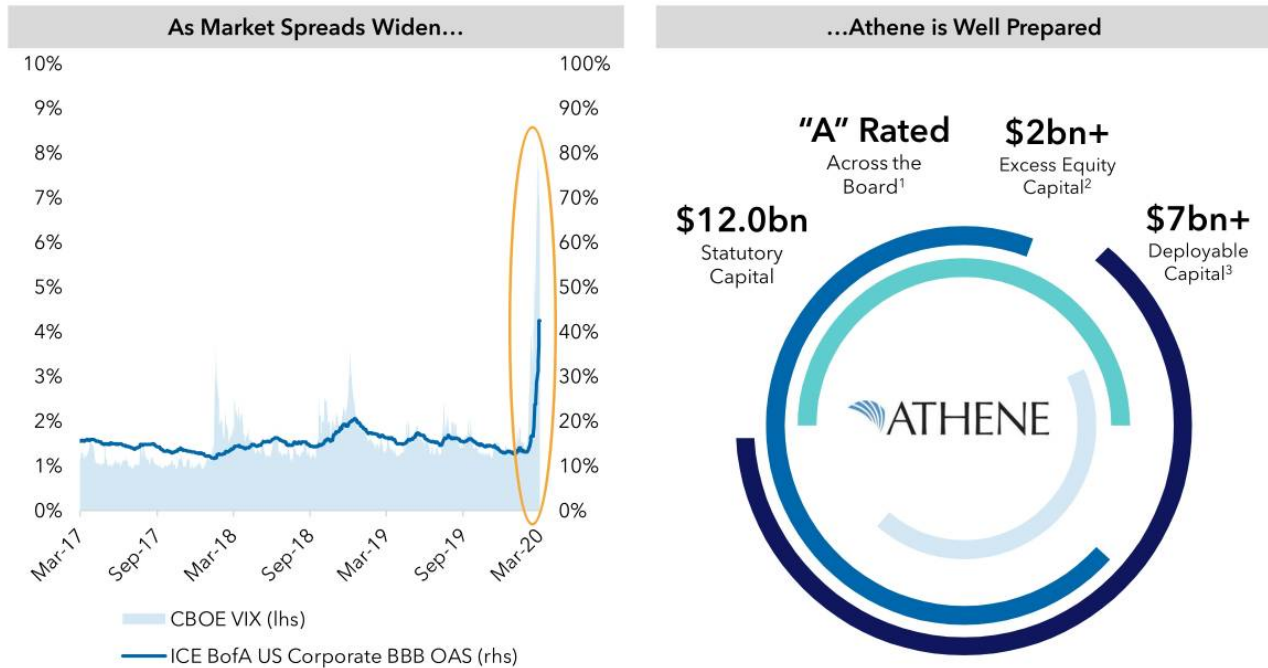 As Market Spreads Widen…
10%
9%
8%
7%
6%
5%
4%
3%
2%
1%
0%
100%
90%
80%
70%
60%
50%
40%
30%
20%
10%
0%
Mar-17
Sep-17
Mar-18
Sep-18
Mar-19
Sep-19
Mar-20
CBOE VIX (lhs)
ICE BofA US Corporate BBB OAS (rhs)
…Athene is Well Prepared
$12.0bn
Statutory
Capital
"A" Rated
Across the
Board¹
$2bn+
Excess Equity
Capital²
$7bn+
Deployable
Capital³
ATHENE